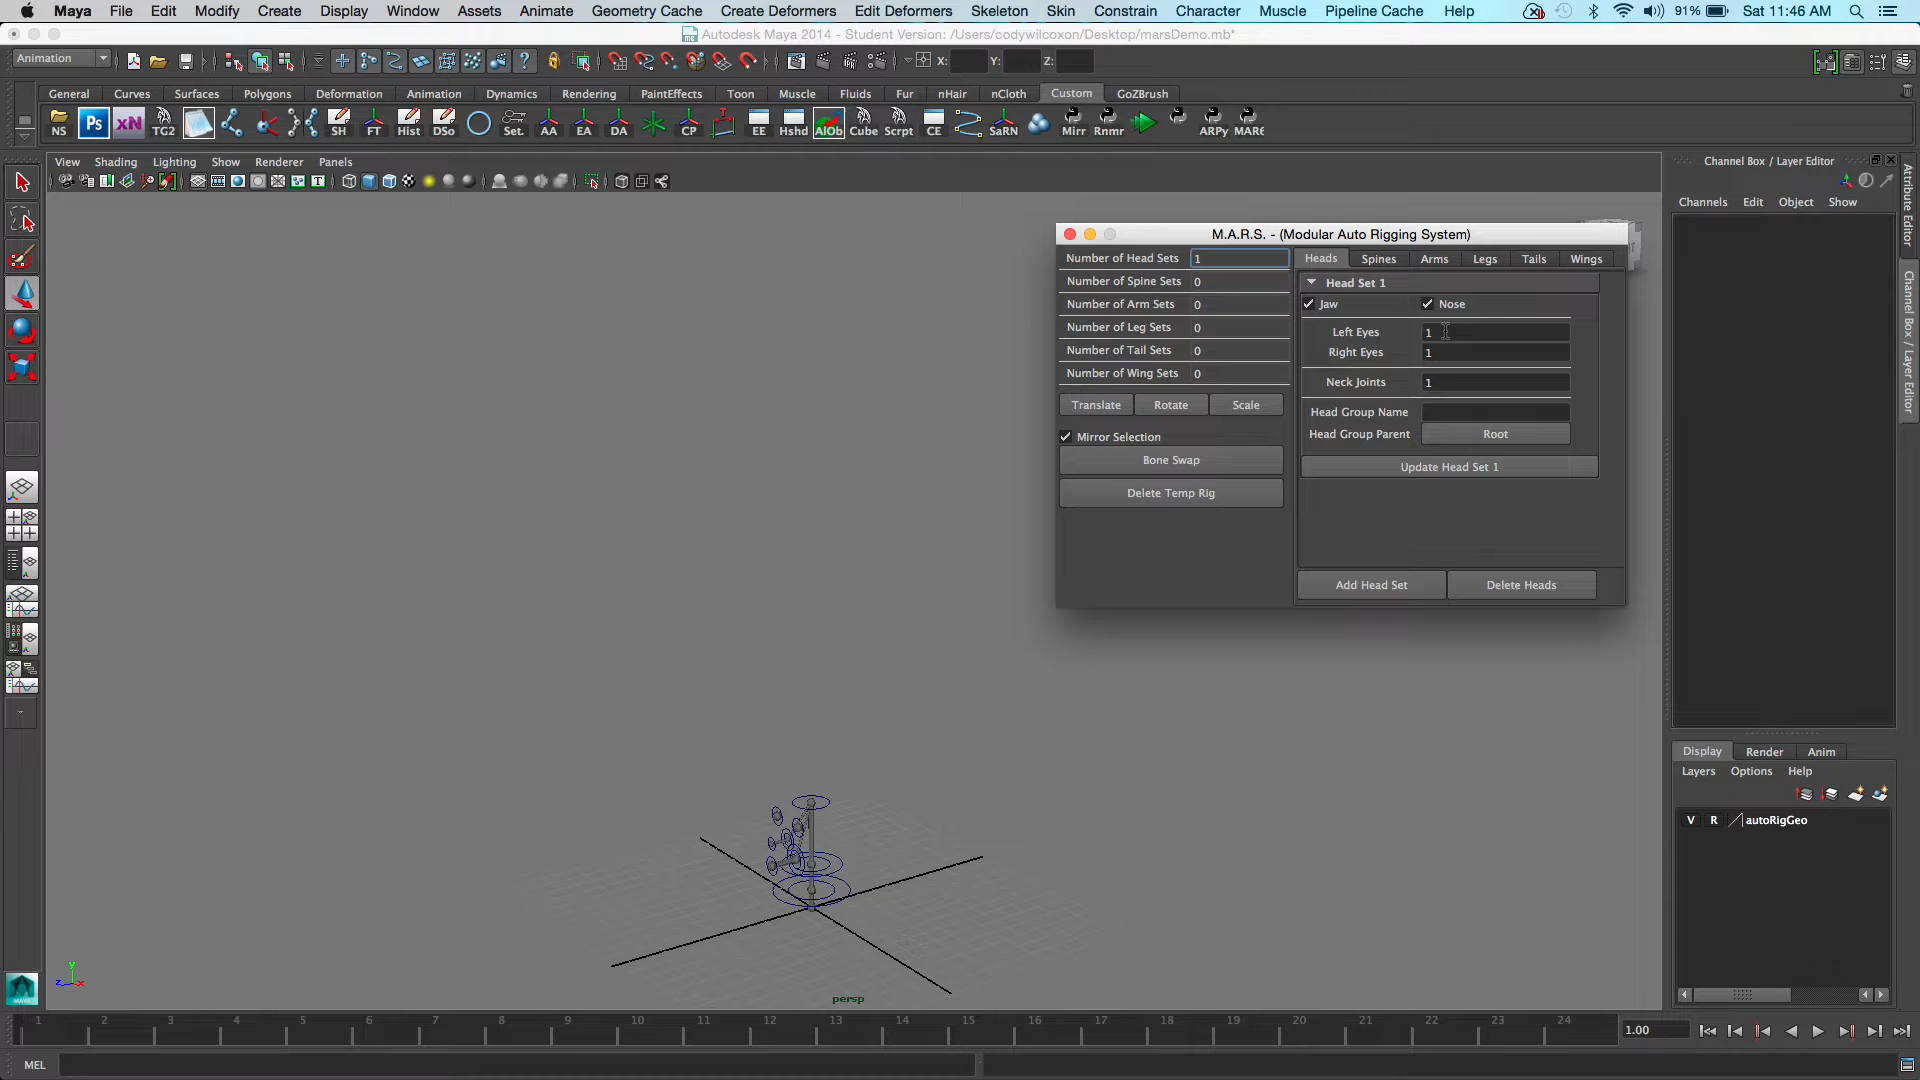 Maya File Edit Modify Create Display Window Assets Animate Geometry Cache Create Deformers Edit Deformers Skeleton Skin Constrain Character Muscle Pipeline Cache Help 91% Sat 11:46 AM
Autodesk Maya 2014 - Student Version: /Users/codywilcoxon/Desktop/marsDemo.mb*
Animation X: Y: Z:
General Curves Surfaces Polygons Deformation Animation Dynamics Rendering PaintEffects Toon Muscle Fluids Fur nHair nCloth Custom GoZBrush
NS Ps xN TG2 SH FT Hist DSo Set. AA EA DA CP EE Hshd AIOb Cube Scrpt CE SaRN Mirr Rnmr ARPy MARS
View Shading Lighting Show Renderer Panels
Channel Box / Layer Editor
Channels Edit Object Show
Attribute Editor
Channel Box / Layer Editor
M.A.R.S. - (Modular Auto Rigging System)
Number of Head Sets 1
Number of Spine Sets 0
Number of Arm Sets 0
Number of Leg Sets 0
Number of Tail Sets 0
Number of Wing Sets 0
Translate Rotate Scale
Mirror Selection
Bone Swap
Delete Temp Rig
Heads Spines Arms Legs Tails Wings
Head Set 1
Jaw Nose
Left Eyes 1
Right Eyes 1
Neck Joints 1
Head Group Name
Head Group Parent Root
Update Head Set 1
Add Head Set Delete Heads
Display Render Anim
Layers Options Help
V R autoRigGeo
y
z x
persp
1 2 3 4 5 6 7 8 9 10 11 12 13 14 15 16 17 18 19 20 21 22 23 24 1.00
MEL